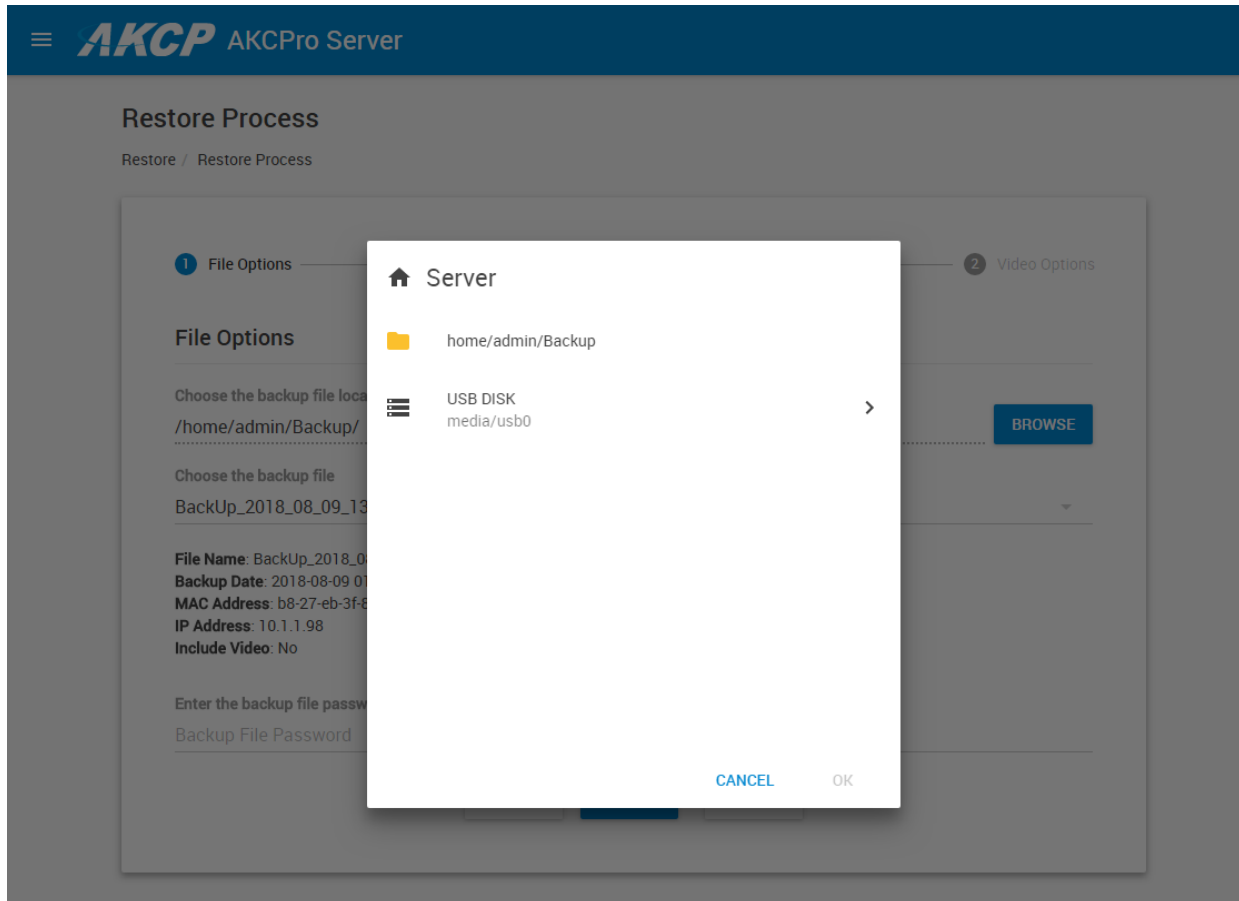 AKCP AKCPro Server
Restore Process
Restore / Restore Process
1 File Options
2 Video Options
Server
home/admin/Backup
USB DISK
media/usb0
CANCEL OK
File Options
Choose the backup file loca
/home/admin/Backup/
BROWSE
Choose the backup file
BackUp_2018_08_09_13
File Name: BackUp_2018_0
Backup Date: 2018-08-09 01
MAC Address: b8-27-eb-3f-8
IP Address: 10.1.1.98
Include Video: No
Enter the backup file passw
Backup File Password